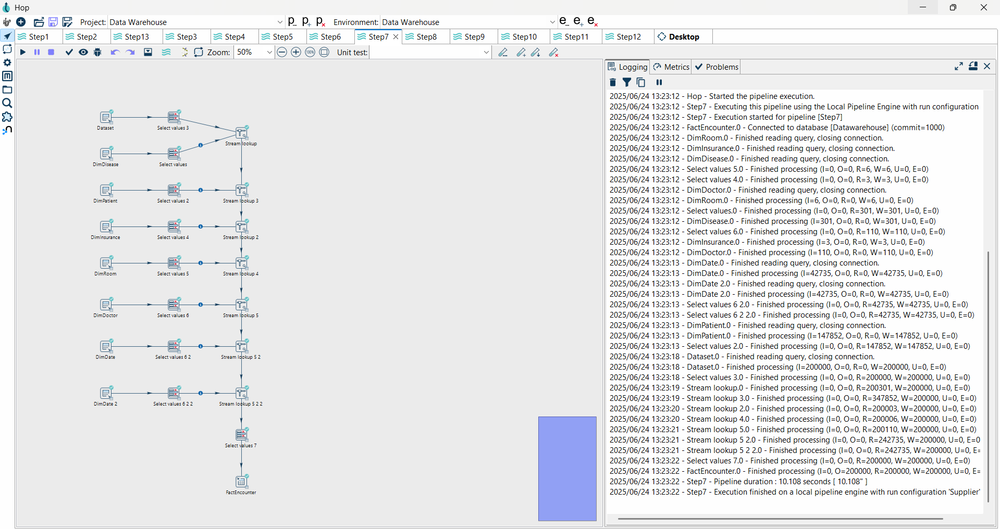 Hop
Hop Project: Data Warehouse p... p+ px Environment: Data Warehouse e... e+ ex
Step1 Step2 Step13 Step3 Step4 Step5 Step6 Step7 Step8 Step9 Step10 Step11 Step12 Desktop
Zoom: 50% 100% Unit test:
Logging Metrics Problems
Dataset Select values 3
Stream lookup
DimDisease Select values
DimPatient Select values 2 Stream lookup 3
DimInsurance Select values 4 Stream lookup 2
DimRoom Select values 5 Stream lookup 4
DimDoctor Select values 6 Stream lookup 5
DimDate Select values 6 2 Stream lookup 5 2
DimDate 2 Select values 6 2 2 Stream lookup 5 2 2
Select values 7
FactEncounter
2025/06/24 13:23:12 - Hop - Started the pipeline execution.
2025/06/24 13:23:12 - Step7 - Executing this pipeline using the Local Pipeline Engine with run configuration
2025/06/24 13:23:12 - Step7 - Execution started for pipeline [Step7]
2025/06/24 13:23:12 - FactEncounter.0 - Connected to database [Datawarehouse] (commit=1000)
2025/06/24 13:23:12 - DimRoom.0 - Finished reading query, closing connection.
2025/06/24 13:23:12 - DimInsurance.0 - Finished reading query, closing connection.
2025/06/24 13:23:12 - DimDisease.0 - Finished reading query, closing connection.
2025/06/24 13:23:12 - Select values 5.0 - Finished processing (I=0, O=0, R=6, W=6, U=0, E=0)
2025/06/24 13:23:12 - Select values 4.0 - Finished processing (I=0, O=0, R=3, W=3, U=0, E=0)
2025/06/24 13:23:12 - DimDoctor.0 - Finished reading query, closing connection.
2025/06/24 13:23:12 - DimRoom.0 - Finished processing (I=6, O=0, R=0, W=6, U=0, E=0)
2025/06/24 13:23:12 - Select values.0 - Finished processing (I=0, O=0, R=301, W=301, U=0, E=0)
2025/06/24 13:23:12 - DimDisease.0 - Finished processing (I=301, O=0, R=0, W=301, U=0, E=0)
2025/06/24 13:23:12 - Select values 6.0 - Finished processing (I=0, O=0, R=110, W=110, U=0, E=0)
2025/06/24 13:23:12 - DimInsurance.0 - Finished processing (I=3, O=0, R=0, W=3, U=0, E=0)
2025/06/24 13:23:12 - DimDoctor.0 - Finished processing (I=110, O=0, R=0, W=110, U=0, E=0)
2025/06/24 13:23:13 - DimDate.0 - Finished reading query, closing connection.
2025/06/24 13:23:13 - DimDate.0 - Finished processing (I=42735, O=0, R=0, W=42735, U=0, E=0)
2025/06/24 13:23:13 - DimDate 2.0 - Finished reading query, closing connection.
2025/06/24 13:23:13 - DimDate 2.0 - Finished processing (I=42735, O=0, R=0, W=42735, U=0, E=0)
2025/06/24 13:23:13 - Select values 6 2.0 - Finished processing (I=0, O=0, R=42735, W=42735, U=0, E=0)
2025/06/24 13:23:13 - Select values 6 2 2.0 - Finished processing (I=0, O=0, R=42735, W=42735, U=0, E=0)
2025/06/24 13:23:13 - DimPatient.0 - Finished reading query, closing connection.
2025/06/24 13:23:13 - DimPatient.0 - Finished processing (I=147852, O=0, R=0, W=147852, U=0, E=0)
2025/06/24 13:23:13 - Select values 2.0 - Finished processing (I=0, O=0, R=147852, W=147852, U=0, E=0)
2025/06/24 13:23:18 - Dataset.0 - Finished reading query, closing connection.
2025/06/24 13:23:18 - Dataset.0 - Finished processing (I=200000, O=0, R=0, W=200000, U=0, E=0)
2025/06/24 13:23:18 - Select values 3.0 - Finished processing (I=0, O=0, R=200000, W=200000, U=0, E=0)
2025/06/24 13:23:19 - Stream lookup.0 - Finished processing (I=0, O=0, R=200301, W=200000, U=0, E=0)
2025/06/24 13:23:19 - Stream lookup 3.0 - Finished processing (I=0, O=0, R=347852, W=200000, U=0, E=0)
2025/06/24 13:23:20 - Stream lookup 2.0 - Finished processing (I=0, O=0, R=200003, W=200000, U=0, E=0)
2025/06/24 13:23:20 - Stream lookup 4.0 - Finished processing (I=0, O=0, R=200006, W=200000, U=0, E=0)
2025/06/24 13:23:21 - Stream lookup 5.0 - Finished processing (I=0, O=0, R=200110, W=200000, U=0, E=0)
2025/06/24 13:23:21 - Stream lookup 5 2.0 - Finished processing (I=0, O=0, R=242735, W=200000, U=0, E=0
2025/06/24 13:23:21 - Stream lookup 5 2 2.0 - Finished processing (I=0, O=0, R=242735, W=200000, U=0, E=
2025/06/24 13:23:22 - Select values 7.0 - Finished processing (I=0, O=0, R=200000, W=200000, U=0, E=0)
2025/06/24 13:23:22 - FactEncounter.0 - Finished processing (I=0, O=200000, R=200000, W=200000, U=0, E=
2025/06/24 13:23:22 - Step7 - Pipeline duration : 10.108 seconds [ 10.108" ]
2025/06/24 13:23:22 - Step7 - Execution finished on a local pipeline engine with run configuration 'Supplier'